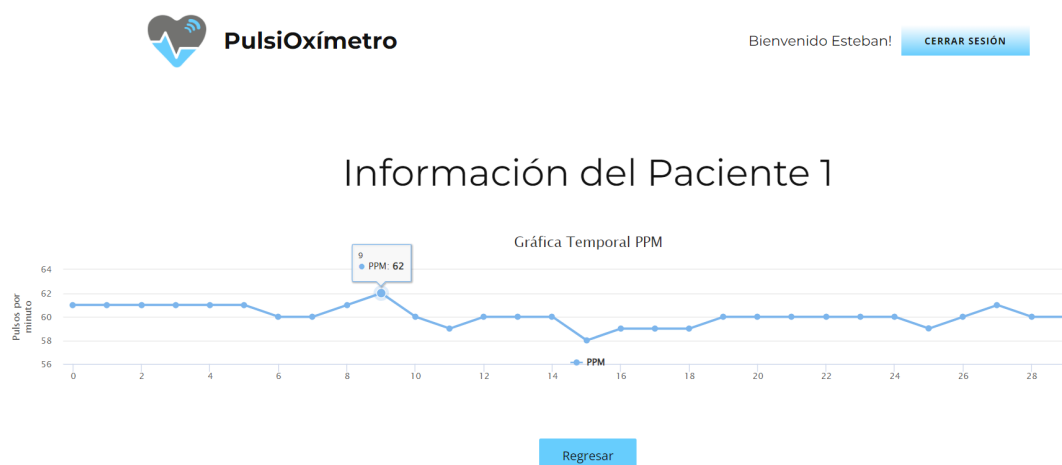 PulsiOxímetro
Bienvenido Esteban!
CERRAR SESIÓN
Información del Paciente 1
Gráfica Temporal PPM
9
PPM: 62
Pulsos por
minuto
64
62
60
58
56
0 2 4 6 8 10 12 14 16 18 20 22 24 26 28
PPM
Regresar